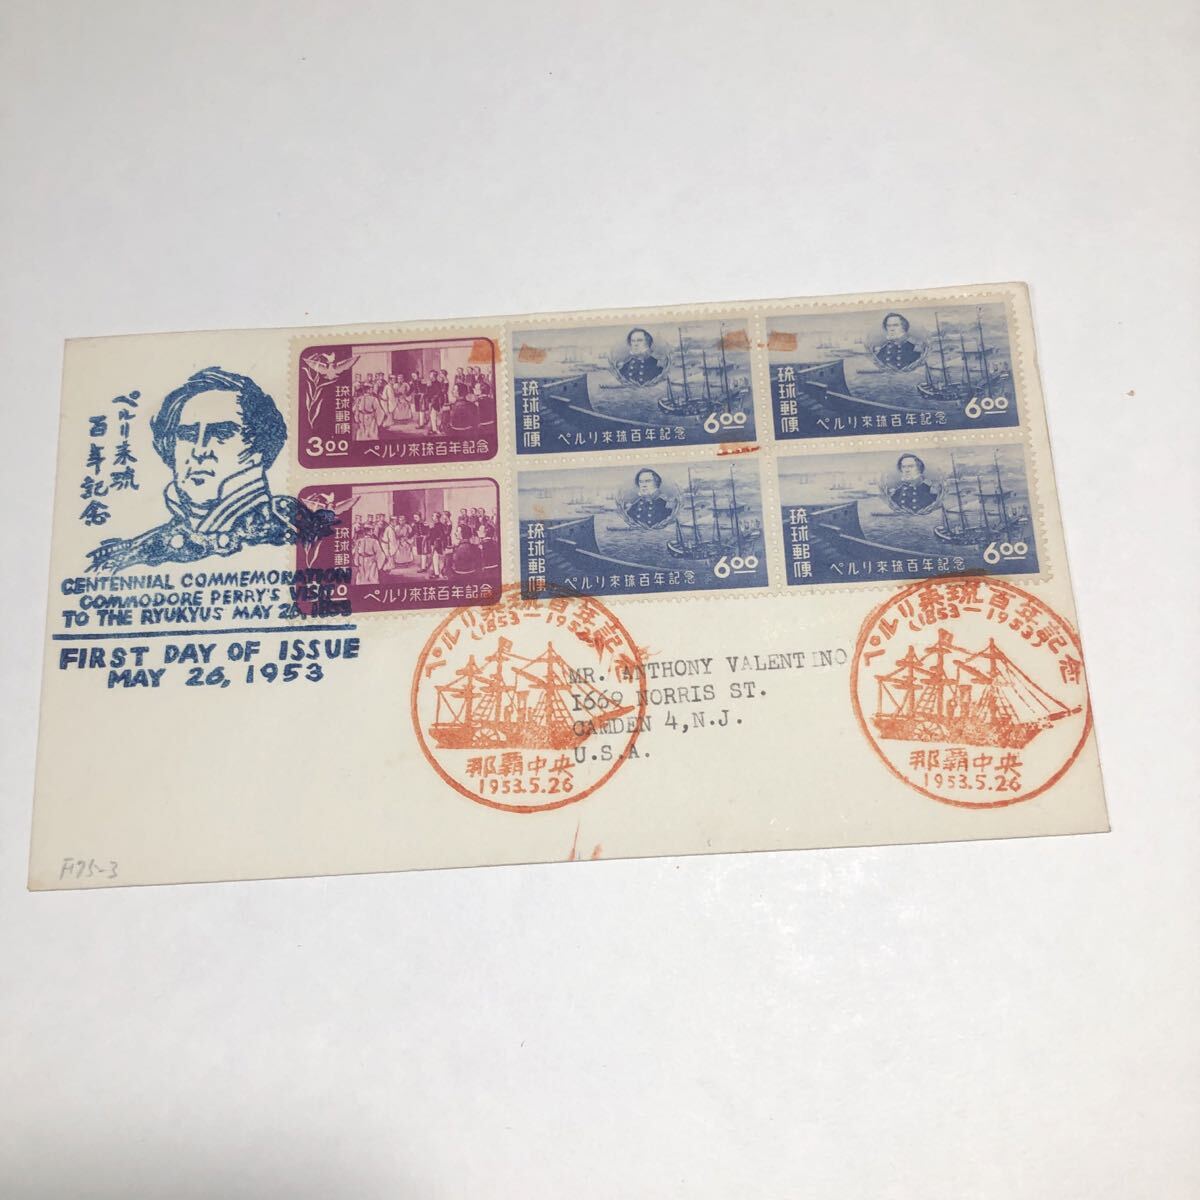 ペルリ来琉
百年記念
CENTENNIAL COMMEMORATION
COMMODORE PERRY'S VISIT
TO THE RYUKYUS MAY 26, 1853
FIRST DAY OF ISSUE
MAY 26, 1953
琉球郵便
3.00
ペルリ來琉百年記念
琉球郵便
6.00
ペルリ來琉百年記念
琉球郵便
6.00
ペルリ來琉百年記念
琉球郵便
ペルリ來琉百年記念
琉球郵便
6.00
ペルリ來琉百年記念
琉球郵便
6.00
ペルリ來琉百年記念
MR. ANTHONY VALENTINO
1669 NORRIS ST.
CAMDEN 4, N.J.
U.S.A.
ペルリ来琉百年記念
1853-1953
那覇中央
1953.5.26
ペルリ来琉百年記念
1853-1953
那覇中央
1953.5.26